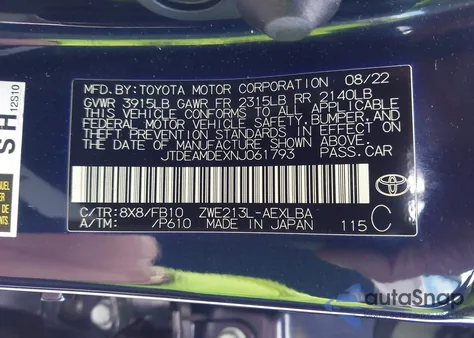 MFD. BY: TOYOTA MOTOR CORPORATION 08/22
GVWR 3915LB GAWR FR 2315LB RR 2140LB
THIS VEHICLE CONFORMS TO ALL APPLICABLE
FEDERAL MOTOR VEHICLE SAFETY, BUMPER, AND
THEFT PREVENTION STANDARDS IN EFFECT ON
THE DATE OF MANUFACTURE SHOWN ABOVE.
JTDEAMDEXNJ061793 PASS. CAR
C/TR: 8X8/FB10 ZWE213L-AEXLBA
A/TM: /P610 MADE IN JAPAN 115 C
SH
12S10
autoSnap